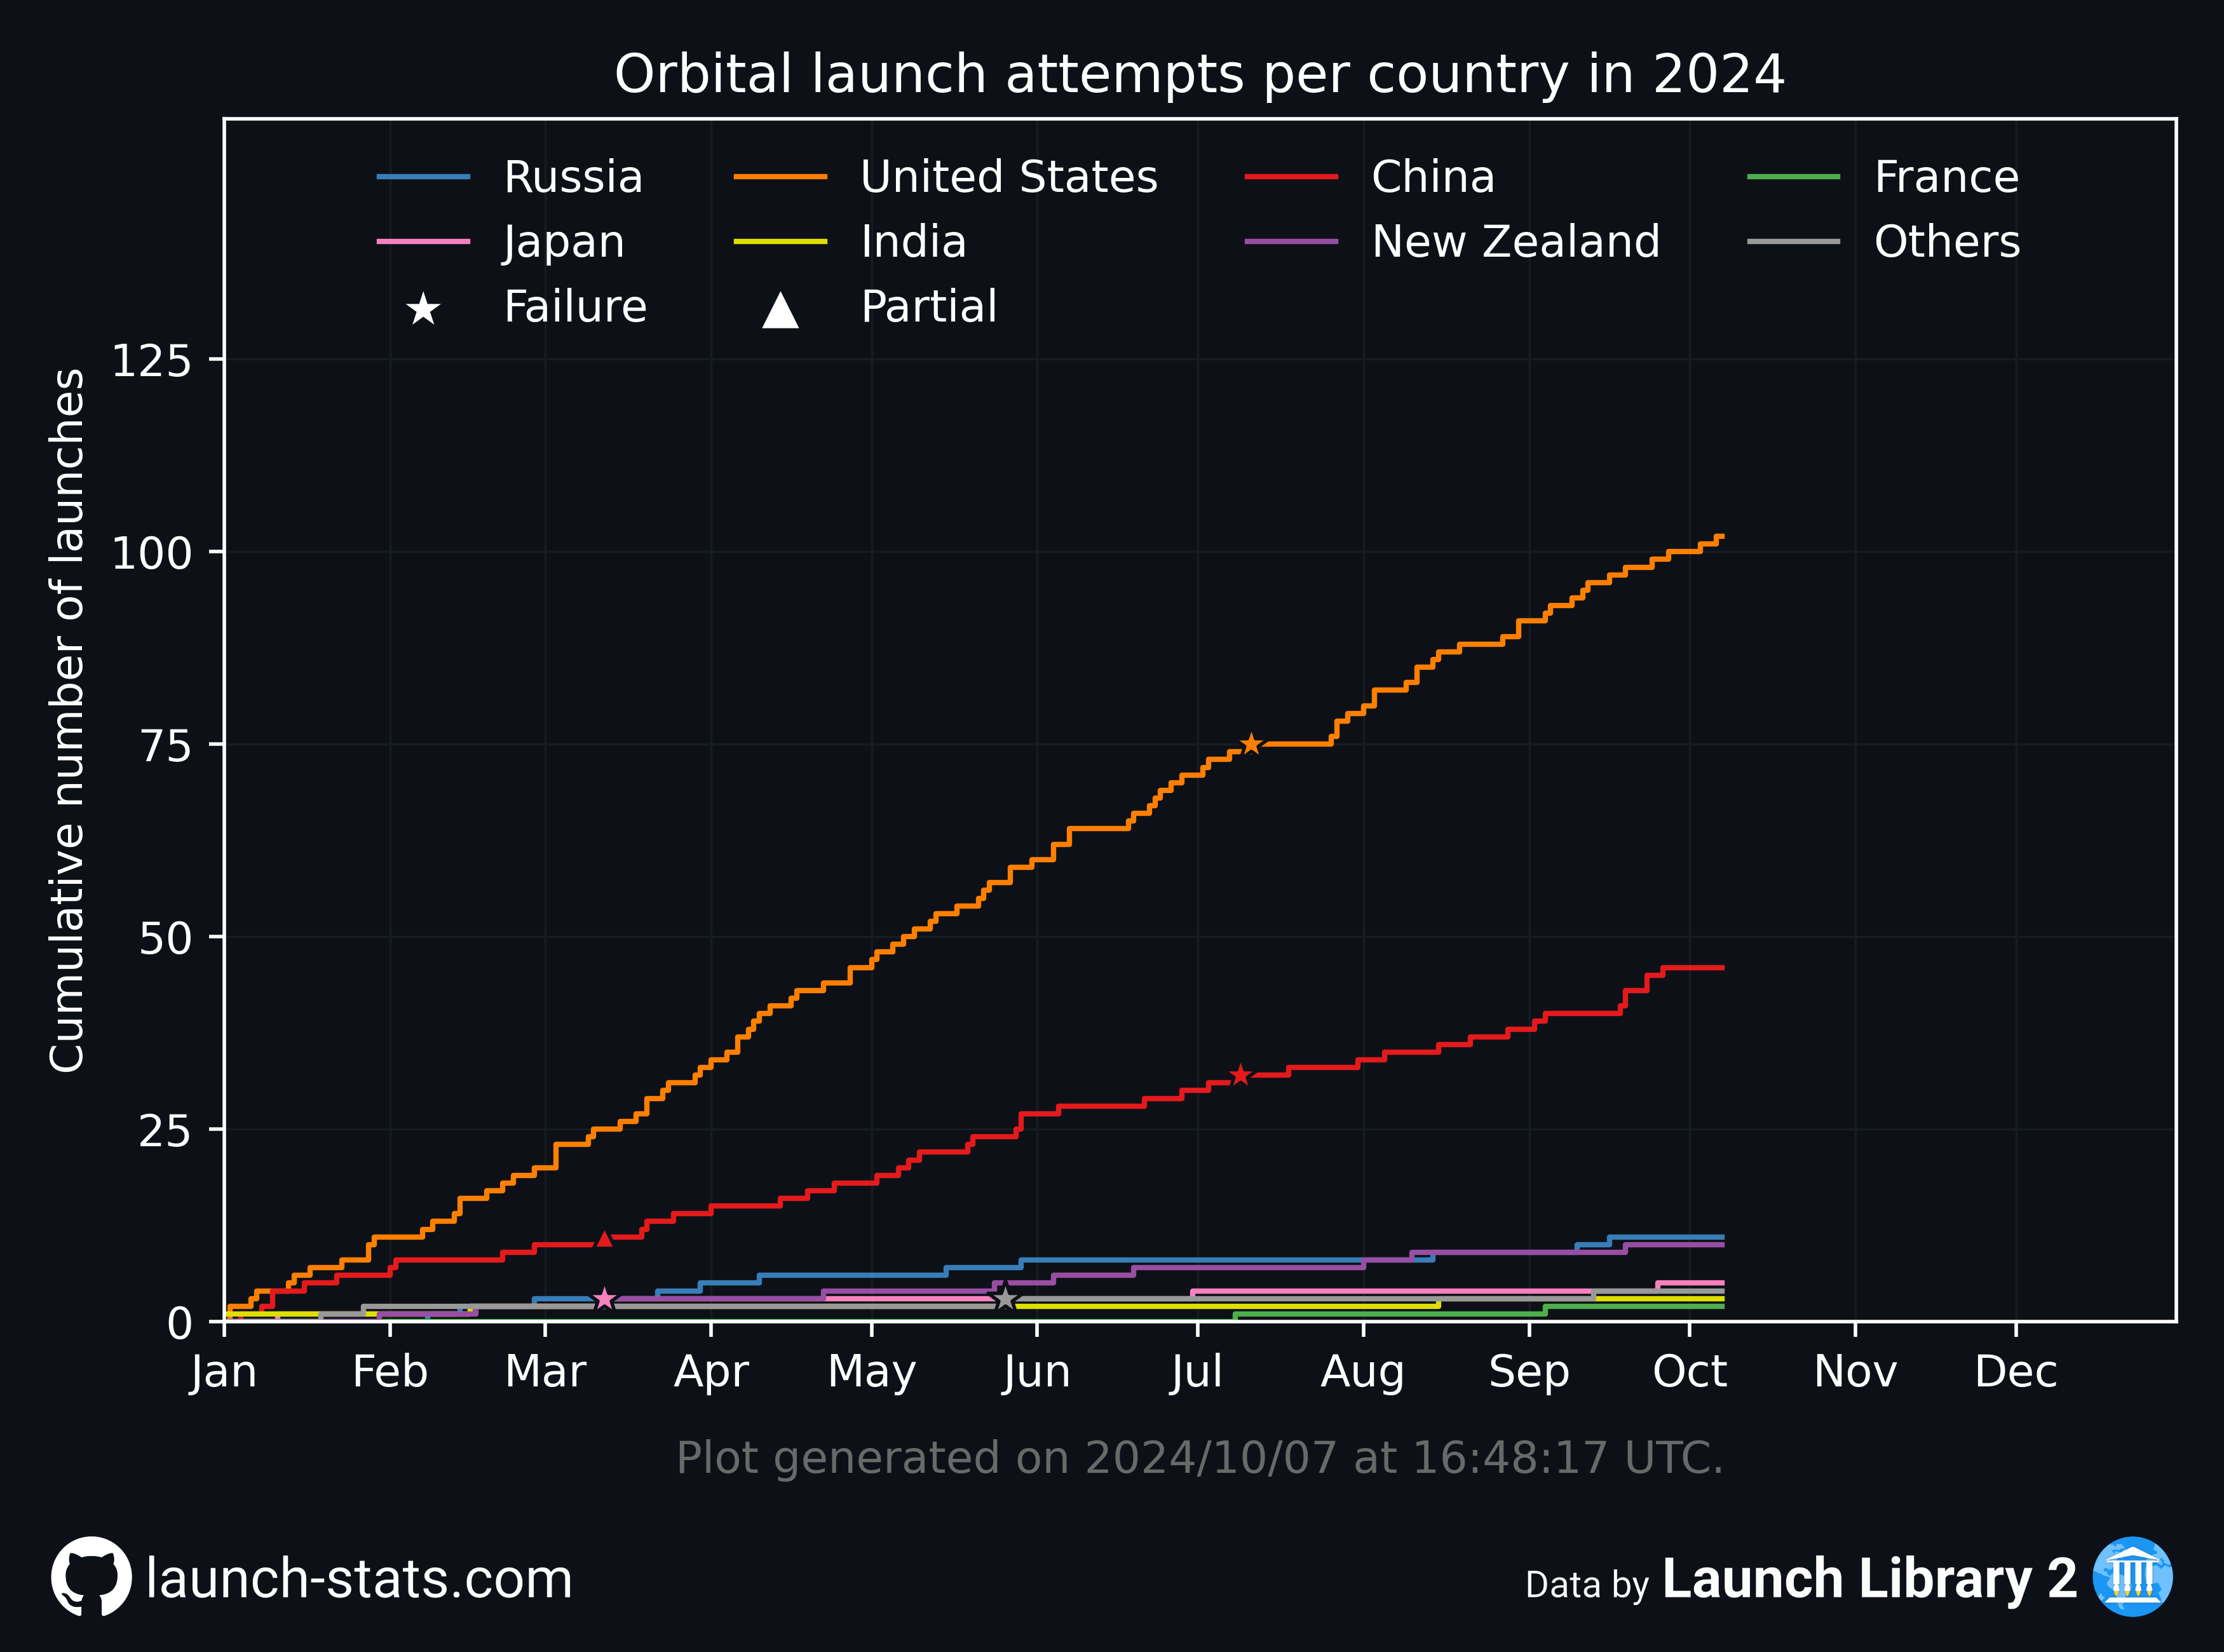 Orbital launch attempts per country in 2024
Russia United States China France
Japan India New Zealand Others
Failure Partial
Cumulative number of launches
125
100
75
50
25
0
Jan Feb Mar Apr May Jun Jul Aug Sep Oct Nov Dec
Plot generated on 2024/10/07 at 16:48:17 UTC.
launch-stats.com
Data by Launch Library 2